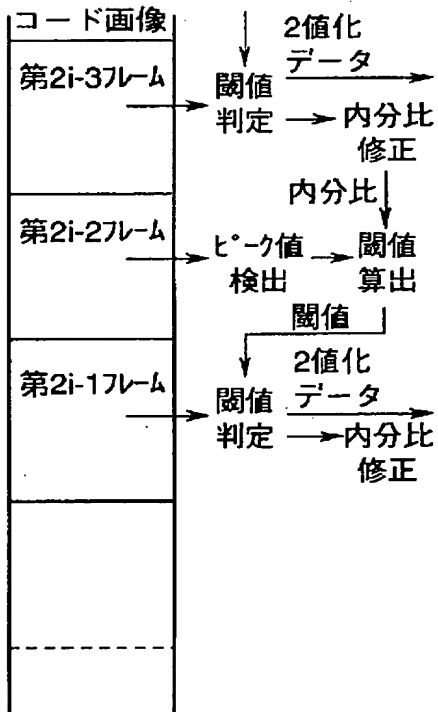 コード画像
2値化
データ
第2i-3フレーム
閾値
判定
内分比
修正
内分比
第2i-2フレーム
ピーク値
検出
閾値
算出
閾値
第2i-1フレーム
2値化
データ
閾値
判定
内分比
修正